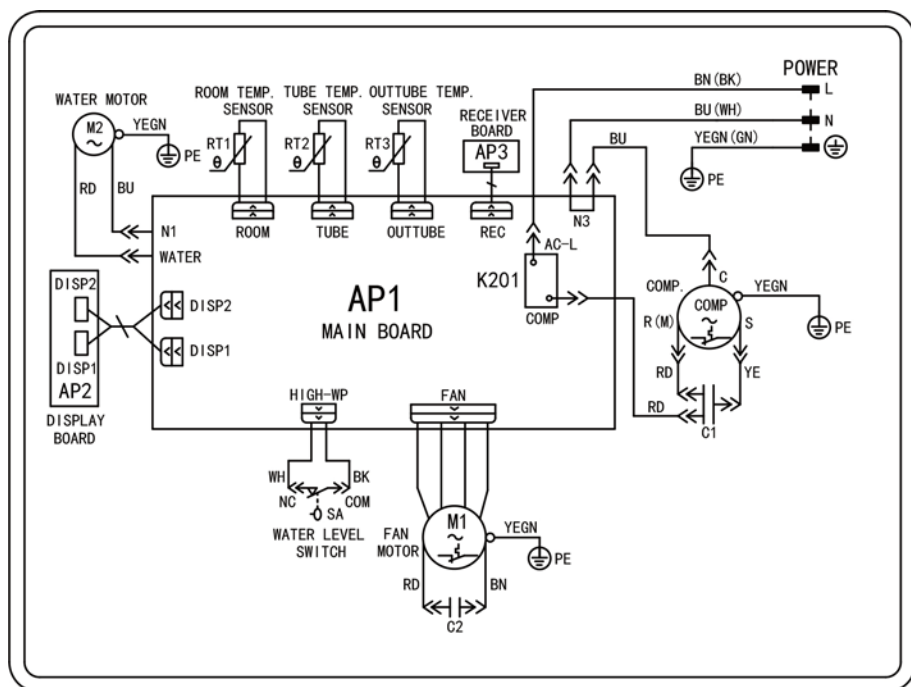 POWER
BN(BK)
L
BU(WH)
N
BU
YEGN(GN)
PE
ROOM TEMP. SENSOR
TUBE TEMP. SENSOR
OUTTUBE TEMP. SENSOR
RT1
θ
RT2
θ
RT3
θ
RECEIVER
BOARD
AP3
WATER MOTOR
M2
~
YEGN
PE
RD
BU
N1
WATER
ROOM
TUBE
OUTTUBE
REC
N3
AC-L
K201
COMP
AP1
MAIN BOARD
DISP2
DISP1
AP2
DISPLAY
BOARD
DISP2
DISP1
COMP.
C
COMP
~
R(M)
S
YEGN
PE
RD
YE
RD
C1
HIGH-WP
WH
BK
NC
COM
SA
WATER LEVEL
SWITCH
FAN
FAN
MOTOR
M1
~
YEGN
PE
RD
BN
C2